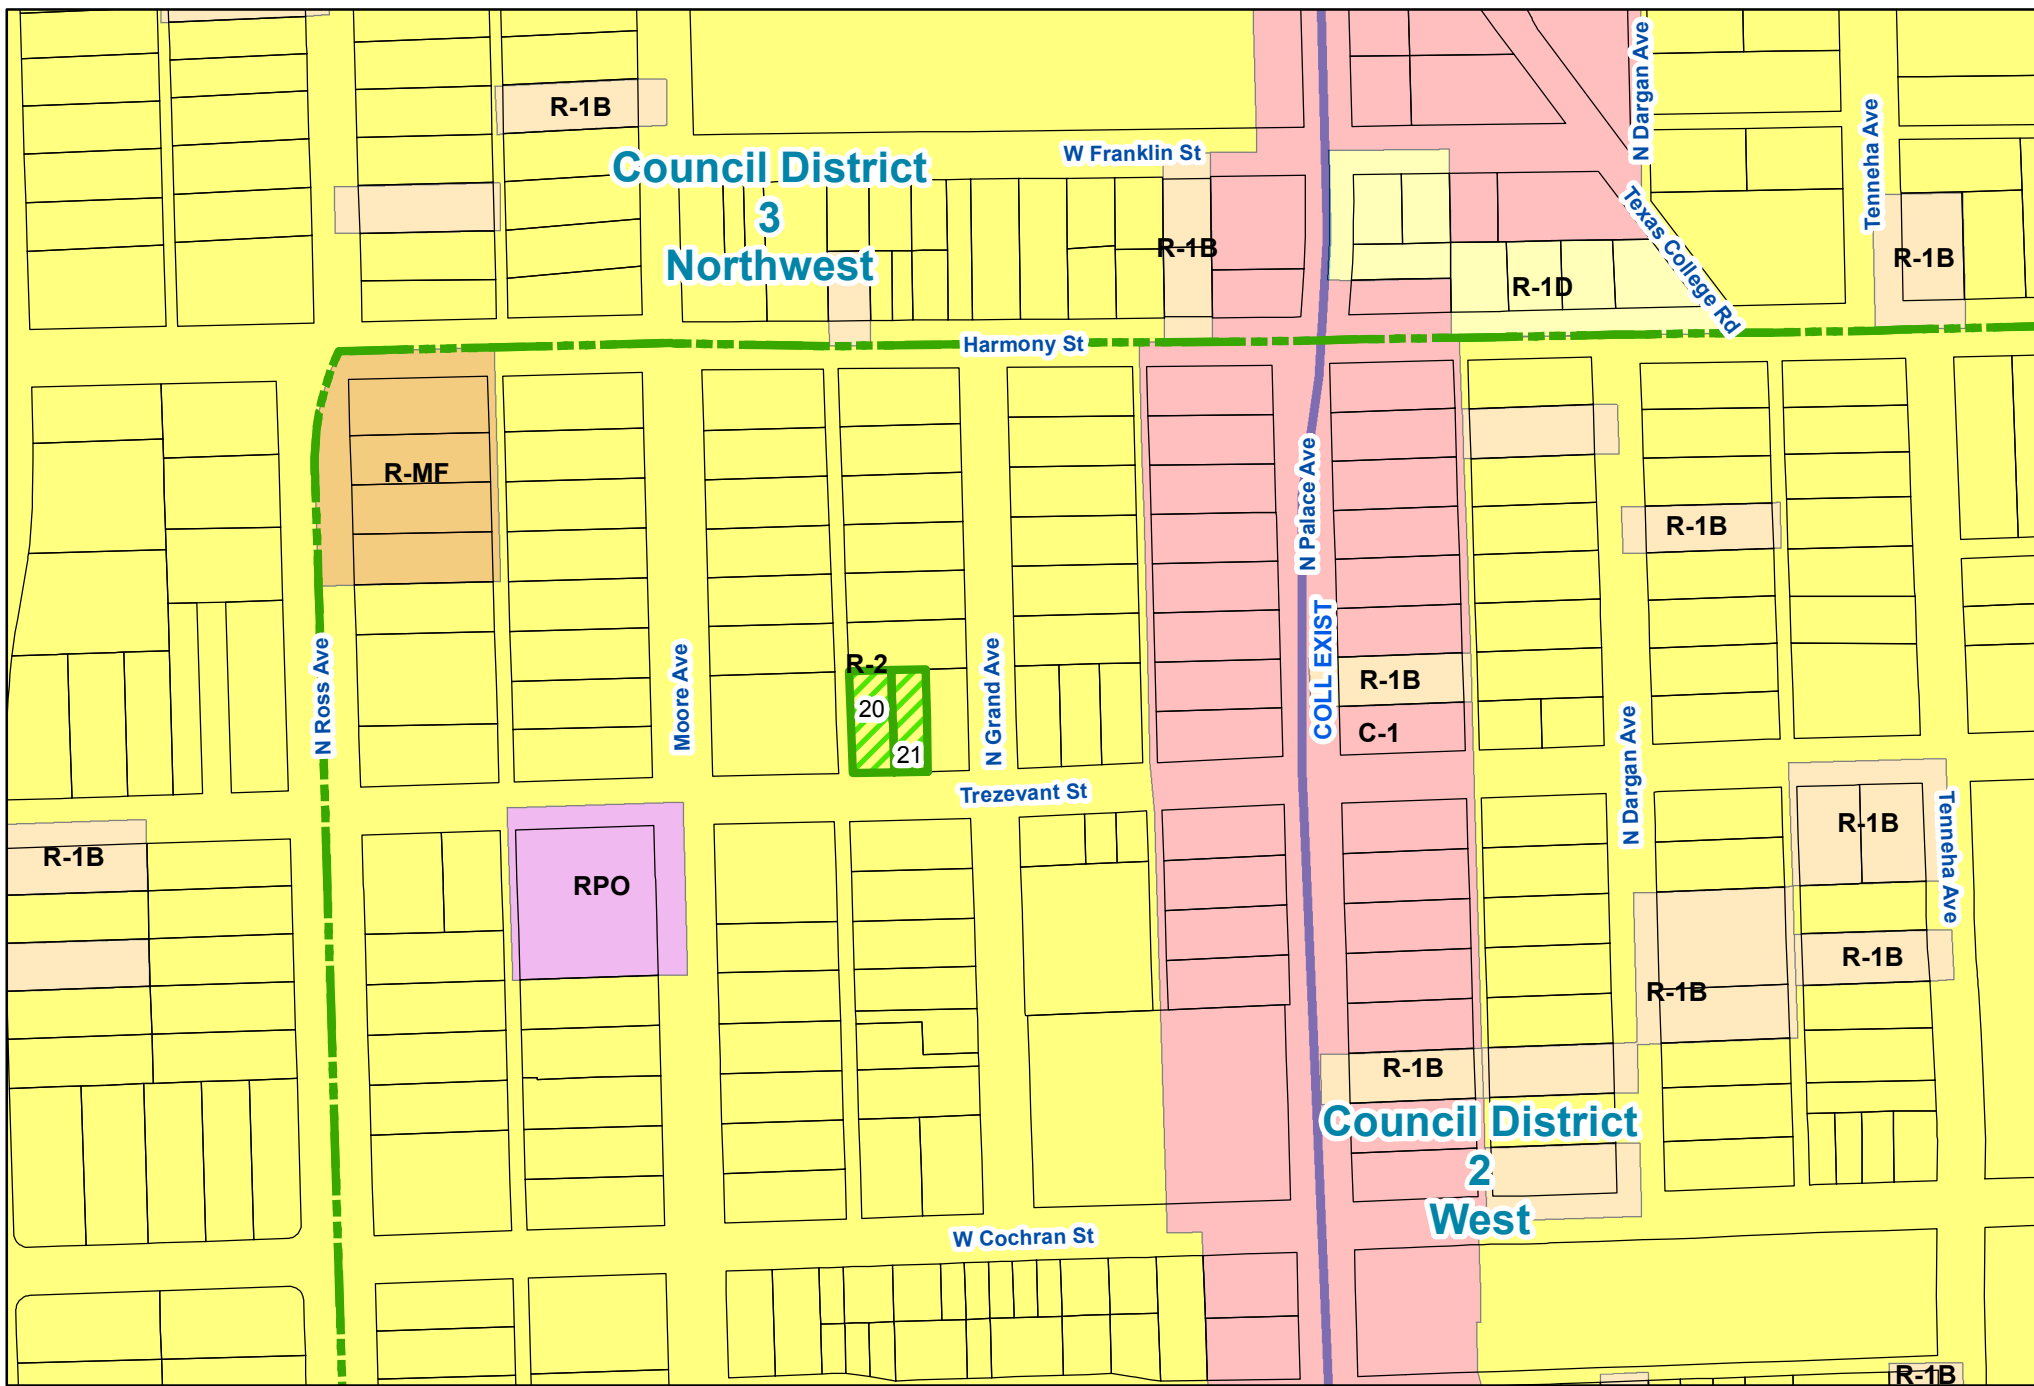 N Dargan Ave
R-1B
Tenneha Ave
W Franklin St
Council District
3
Northwest
R-1B
Texas College Rd
R-1B
R-1D
Harmony St
R-MF
N Palace Ave
R-1B
COLL EXIST
N Ross Ave
Moore Ave
R-2
N Grand Ave
R-1B
20
C-1
21
N Dargan Ave
Trezevant St
R-1B
Tenneha Ave
R-1B
RPO
R-1B
R-1B
R-1B
Council District
2
West
W Cochran St
R-1B